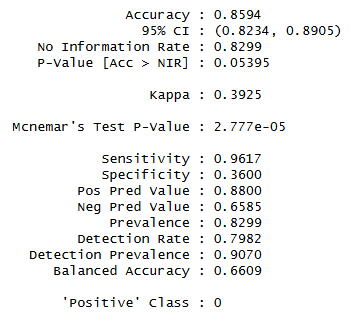 Accuracy : 0.8594
95% CI : (0.8234, 0.8905)
No Information Rate : 0.8299
P-Value [Acc > NIR] : 0.05395
Kappa : 0.3925
Mcnemar's Test P-Value : 2.777e-05
Sensitivity : 0.9617
Specificity : 0.3600
Pos Pred Value : 0.8800
Neg Pred Value : 0.6585
Prevalence : 0.8299
Detection Rate : 0.7982
Detection Prevalence : 0.9070
Balanced Accuracy : 0.6609
'Positive' Class : 0